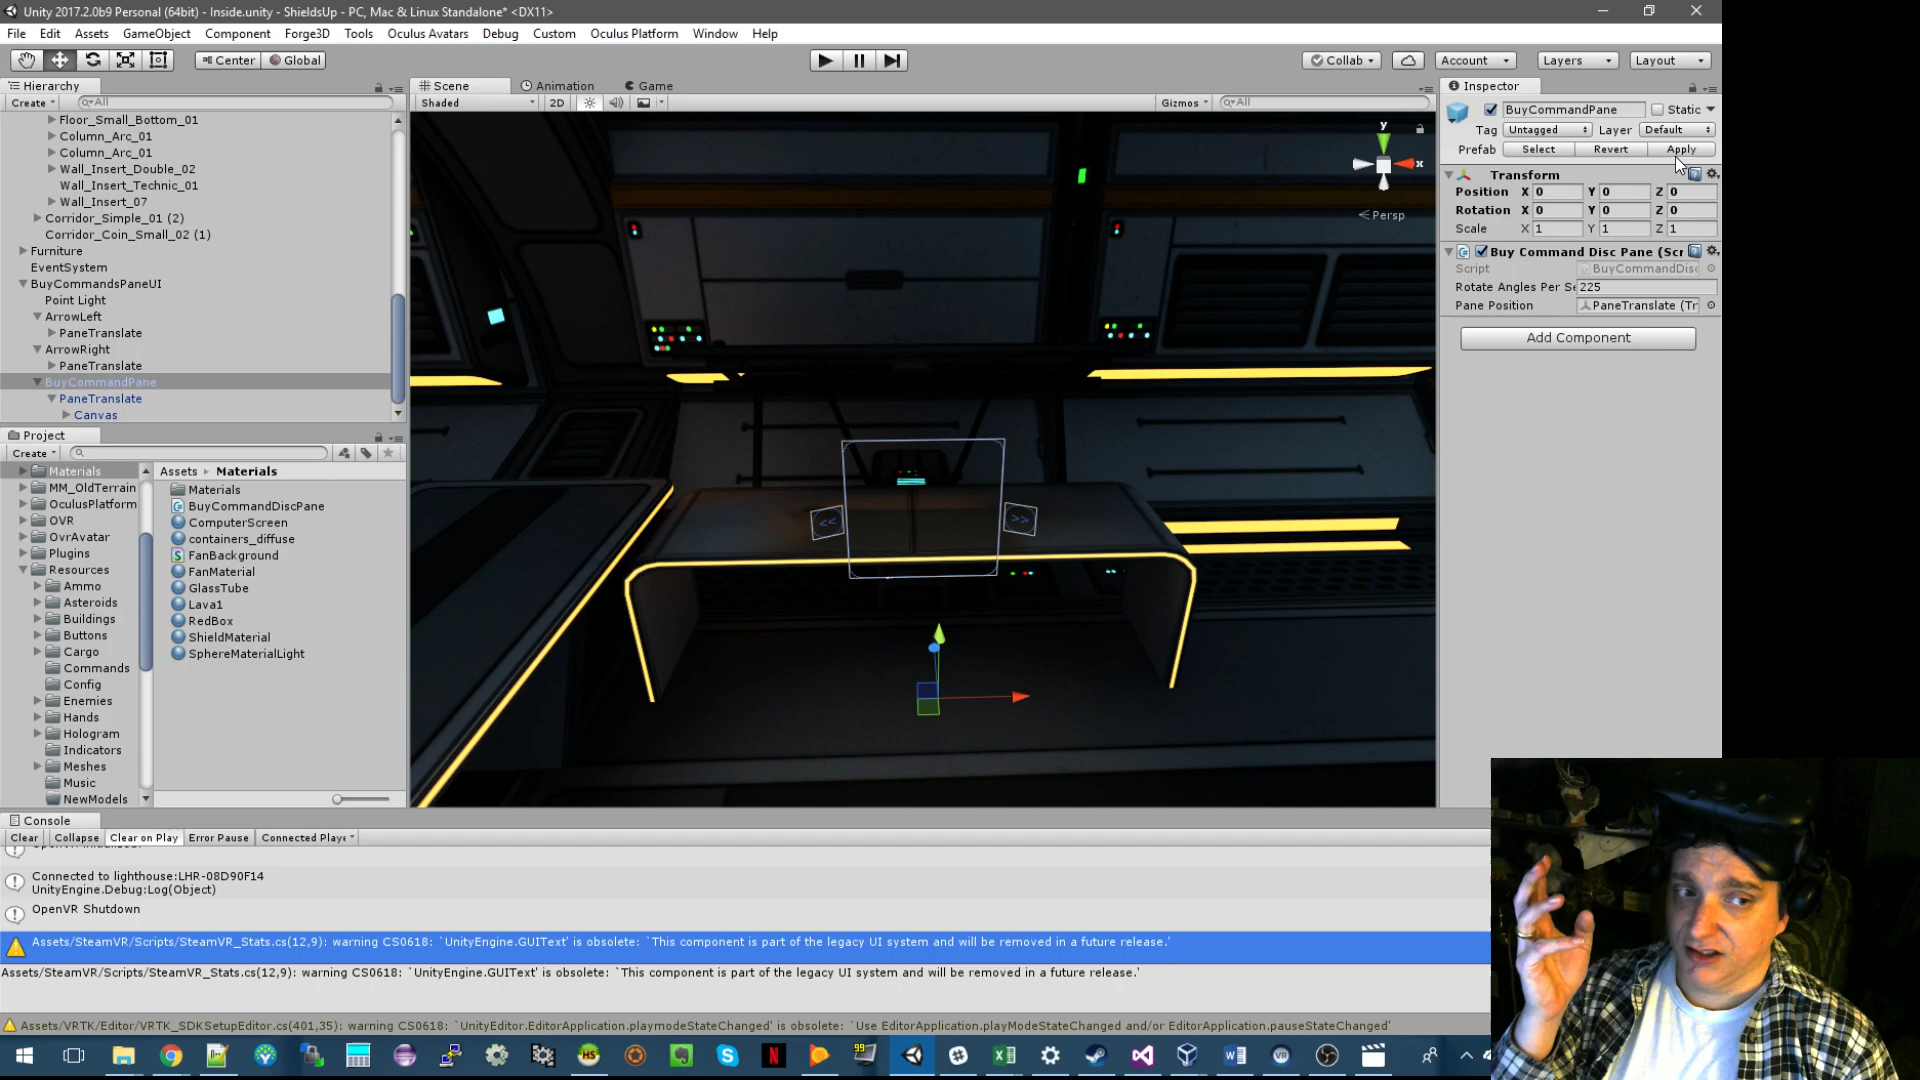 Unity 2017.2.0b9 Personal (64bit) - Inside.unity - ShieldsUp - PC, Mac & Linux Standalone* <DX11>
File Edit Assets GameObject Component Forge3D Tools Oculus Avatars Debug Custom Oculus Platform Window Help
Center Global Collab Account Layers Layout
Hierarchy
Create All
Floor_Small_Bottom_01
Column_Arc_01
Column_Arc_01
Wall_Insert_Double_02
Wall_Insert_Technic_01
Wall_Insert_07
Corridor_Simple_01 (2)
Corridor_Coin_Small_02 (1)
Furniture
EventSystem
BuyCommandsPaneUI
Point Light
ArrowLeft
PaneTranslate
ArrowRight
PaneTranslate
BuyCommandPane
PaneTranslate
Canvas
Project
Create
Materials
MM_OldTerrain
OculusPlatform
OVR
OvrAvatar
Plugins
Resources
Ammo
Asteroids
Buildings
Buttons
Cargo
Commands
Config
Enemies
Hands
Hologram
Indicators
Meshes
Music
NewModels
Assets Materials
Materials
BuyCommandDiscPane
ComputerScreen
containers_diffuse
FanBackground
FanMaterial
GlassTube
Lava1
RedBox
ShieldMaterial
SphereMaterialLight
Scene Animation Game
Shaded 2D Gizmos All
y
x
Persp
<<
>>
Inspector
BuyCommandPane Static
Tag Untagged Layer Default
Prefab Select Revert Apply
Transform
Position X 0 Y 0 Z 0
Rotation X 0 Y 0 Z 0
Scale X 1 Y 1 Z 1
Buy Command Disc Pane (Scr
Script BuyCommandDisc
Rotate Angles Per Se 225
Pane Position PaneTranslate (Tr
Add Component
Console
Clear Collapse Clear on Play Error Pause Connected Playe
Connected to lighthouse:LHR-08D90F14
UnityEngine.Debug:Log(Object)
OpenVR Shutdown
Assets/SteamVR/Scripts/SteamVR_Stats.cs(12,9): warning CS0618: `UnityEngine.GUIText' is obsolete: `This component is part of the legacy UI system and will be removed in a future release.'
Assets/SteamVR/Scripts/SteamVR_Stats.cs(12,9): warning CS0618: `UnityEngine.GUIText' is obsolete: `This component is part of the legacy UI system and will be removed in a future release.'
Assets/VRTK/Editor/VRTK_SDKSetupEditor.cs(401,35): warning CS0618: `UnityEditor.EditorApplication.playmodeStateChanged' is obsolete: `Use EditorApplication.playModeStateChanged and/or EditorApplication.pauseStateChanged'
HS
N
99
VR